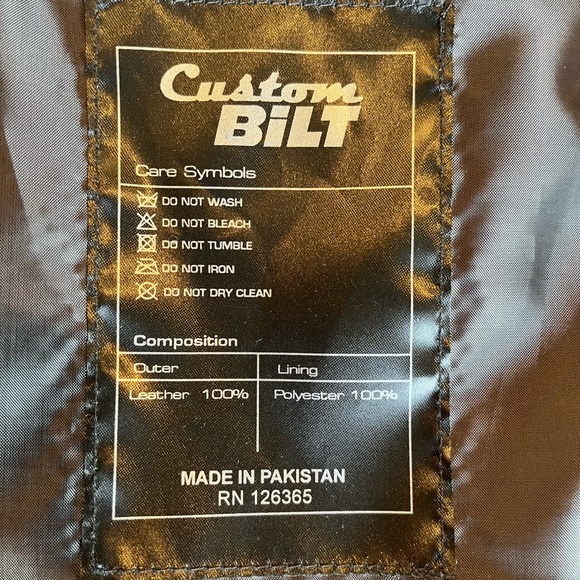 Custom
BiLT
Care Symbols
DO NOT WASH
DO NOT BLEACH
DO NOT TUMBLE
DO NOT IRON
DO NOT DRY CLEAN
Composition
Outer Lining
Leather 100% Polyester 100%
MADE IN PAKISTAN
RN 126365